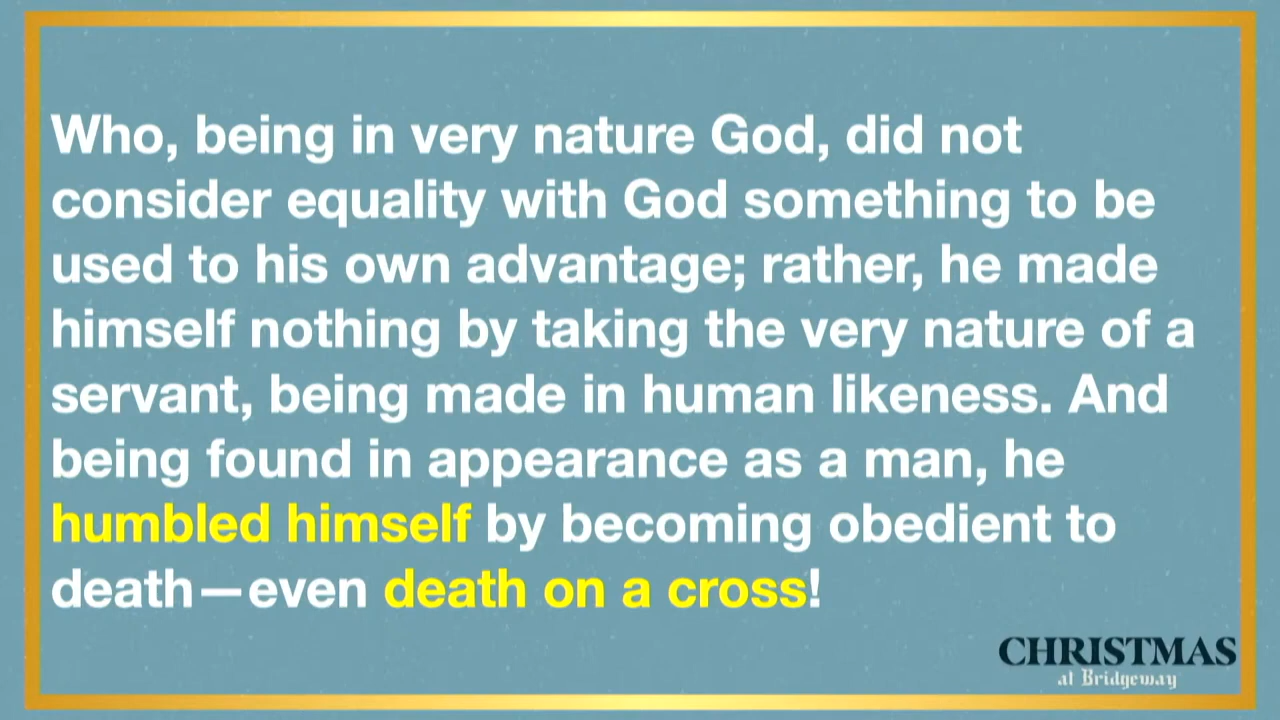 Who, being in very nature God, did not
consider equality with God something to be
used to his own advantage; rather, he made
himself nothing by taking the very nature of a
servant, being made in human likeness. And
being found in appearance as a man, he
humbled himself by becoming obedient to
death—even death on a cross!
CHRISTMAS
at Bridgeway